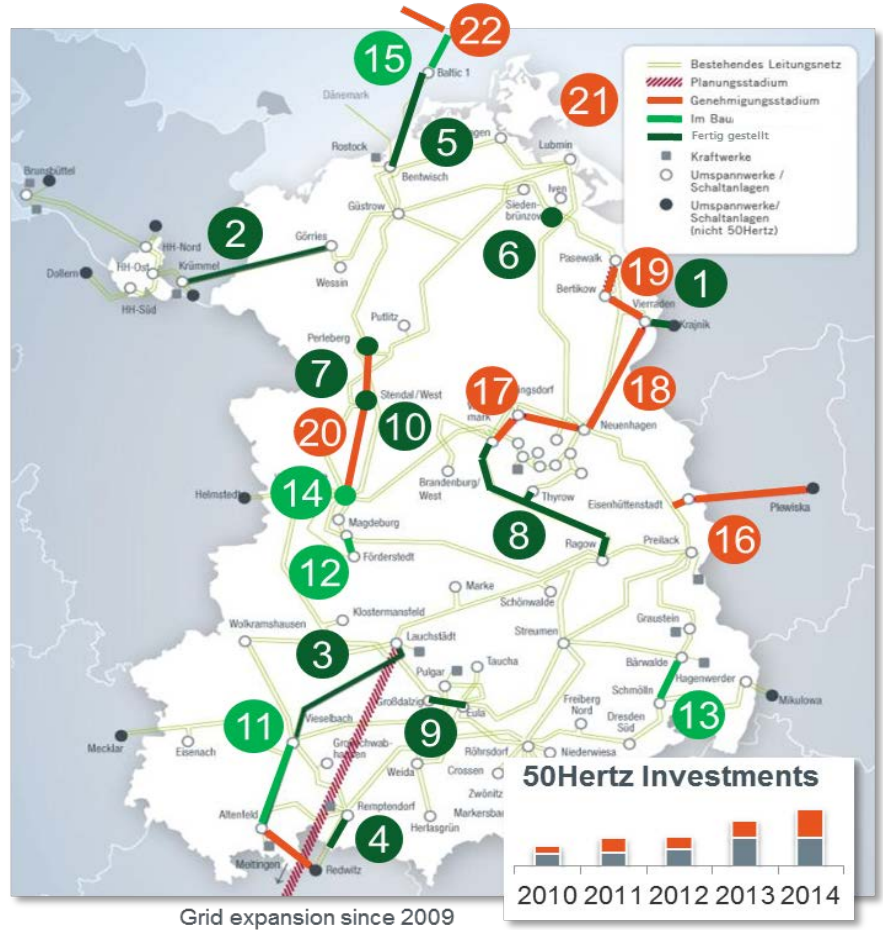 22
15
Baltic 1
Dänemark
21
Bestehendes Leitungsnetz
Planungsstadium
Genehmigungsstadium
Im Bau
Fertig gestellt
Kraftwerke
Umspannwerke /
Schaltanlagen
Umspannwerke/
Schaltanlagen
(nicht 50Hertz)
5
Rostock
Lubmin
Bentwisch
Brunsbüttel
Güstrow
Iven
Sieden-
brünzow
2
Görries
6
HH-Nord
Pasewalk
19
1
Dollern
HH-Ost
Krümmel
Wessin
Bertikow
Vierraden
Krajnik
HH-Süd
Putlitz
Perleberg
7
Stendal/West
17
18
20
10
Neuenhagen
14
Helmstedt
Brandenburg/
West
Thyrow
Eisenhüttenstadt
Plewiska
Magdeburg
8
16
12
Förderstedt
Ragow
Preilack
Marke
Schönwalde
Klostermansfeld
Wolkramshausen
Graustein
Streumen
Lauchstädt
3
Taucha
Bärwalde
Pulgar
Hagenwerder
Schmölln
Mikulowa
Großdalzig
Eula
11
Vieselbach
Freiberg
Nord
Dresden
Süd
13
9
Mecklar
Eisenach
Röhrsdorf
Niederwiesa
Weida
Crossen
Zwönitz
Altenfeld
Remptendorf
Herlasgrün
4
Redwitz
50Hertz Investments
2010 2011 2012 2013 2014
Grid expansion since 2009